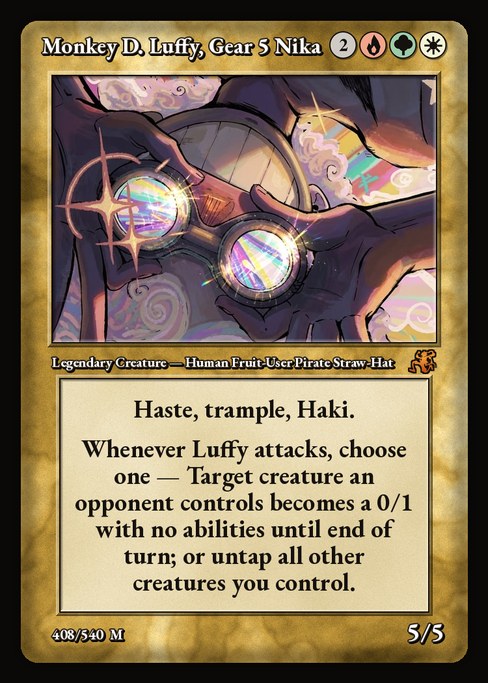 Monkey D. Luffy, Gear 5 Nika 2
Legendary Creature — Human Fruit-User Pirate Straw-Hat
Haste, trample, Haki.
Whenever Luffy attacks, choose
one — Target creature an
opponent controls becomes a 0/1
with no abilities until end of
turn; or untap all other
creatures you control.
408/540 M 5/5